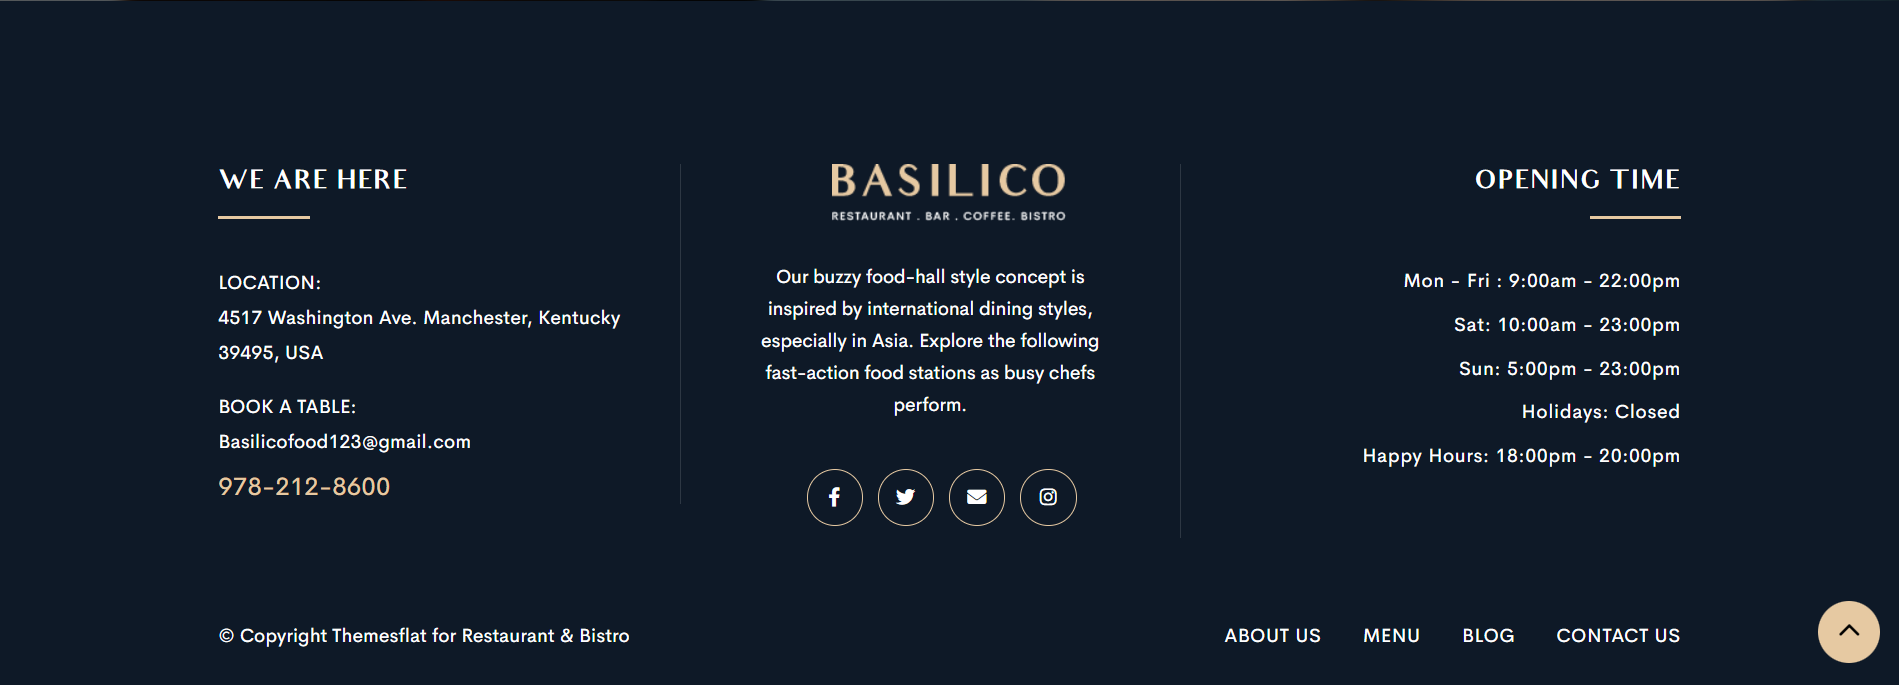 WE ARE HERE
LOCATION:
4517 Washington Ave. Manchester, Kentucky
39495, USA
BOOK A TABLE:
Basilicofood123@gmail.com
978-212-8600
BASILICO
RESTAURANT . BAR . COFFEE. BISTRO
Our buzzy food-hall style concept is
inspired by international dining styles,
especially in Asia. Explore the following
fast-action food stations as busy chefs
perform.
OPENING TIME
Mon - Fri : 9:00am - 22:00pm
Sat: 10:00am - 23:00pm
Sun: 5:00pm - 23:00pm
Holidays: Closed
Happy Hours: 18:00pm - 20:00pm
© Copyright Themesflat for Restaurant & Bistro
ABOUT US MENU BLOG CONTACT US